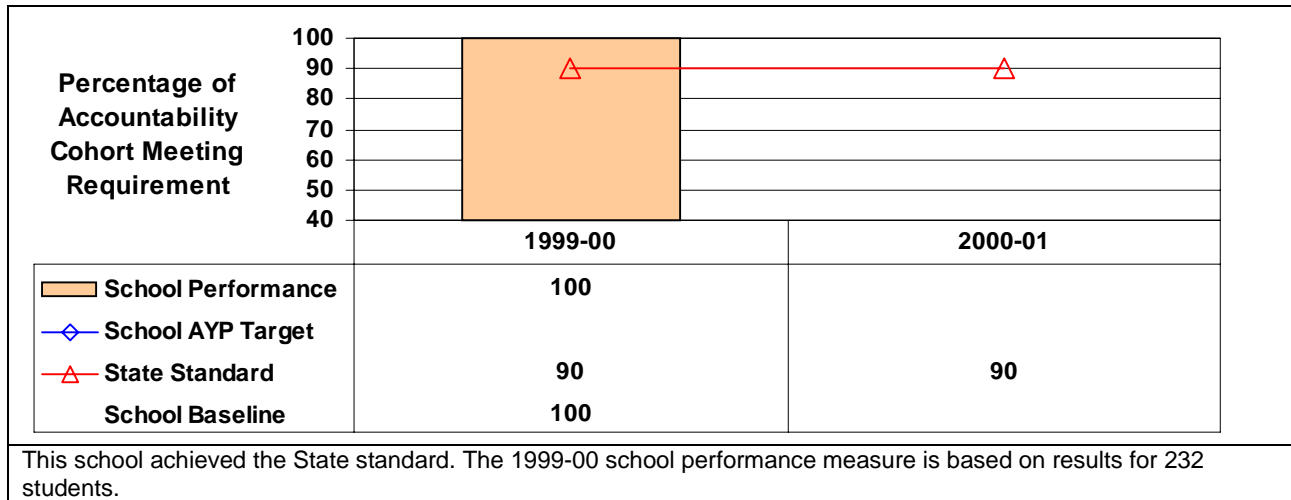 100
90
80
70
60
50
40
Percentage of
Accountability
Cohort Meeting
Requirement
1999-00 2000-01
School Performance 100
School AYP Target
State Standard 90 90
School Baseline 100
This school achieved the State standard. The 1999-00 school performance measure is based on results for 232
students.